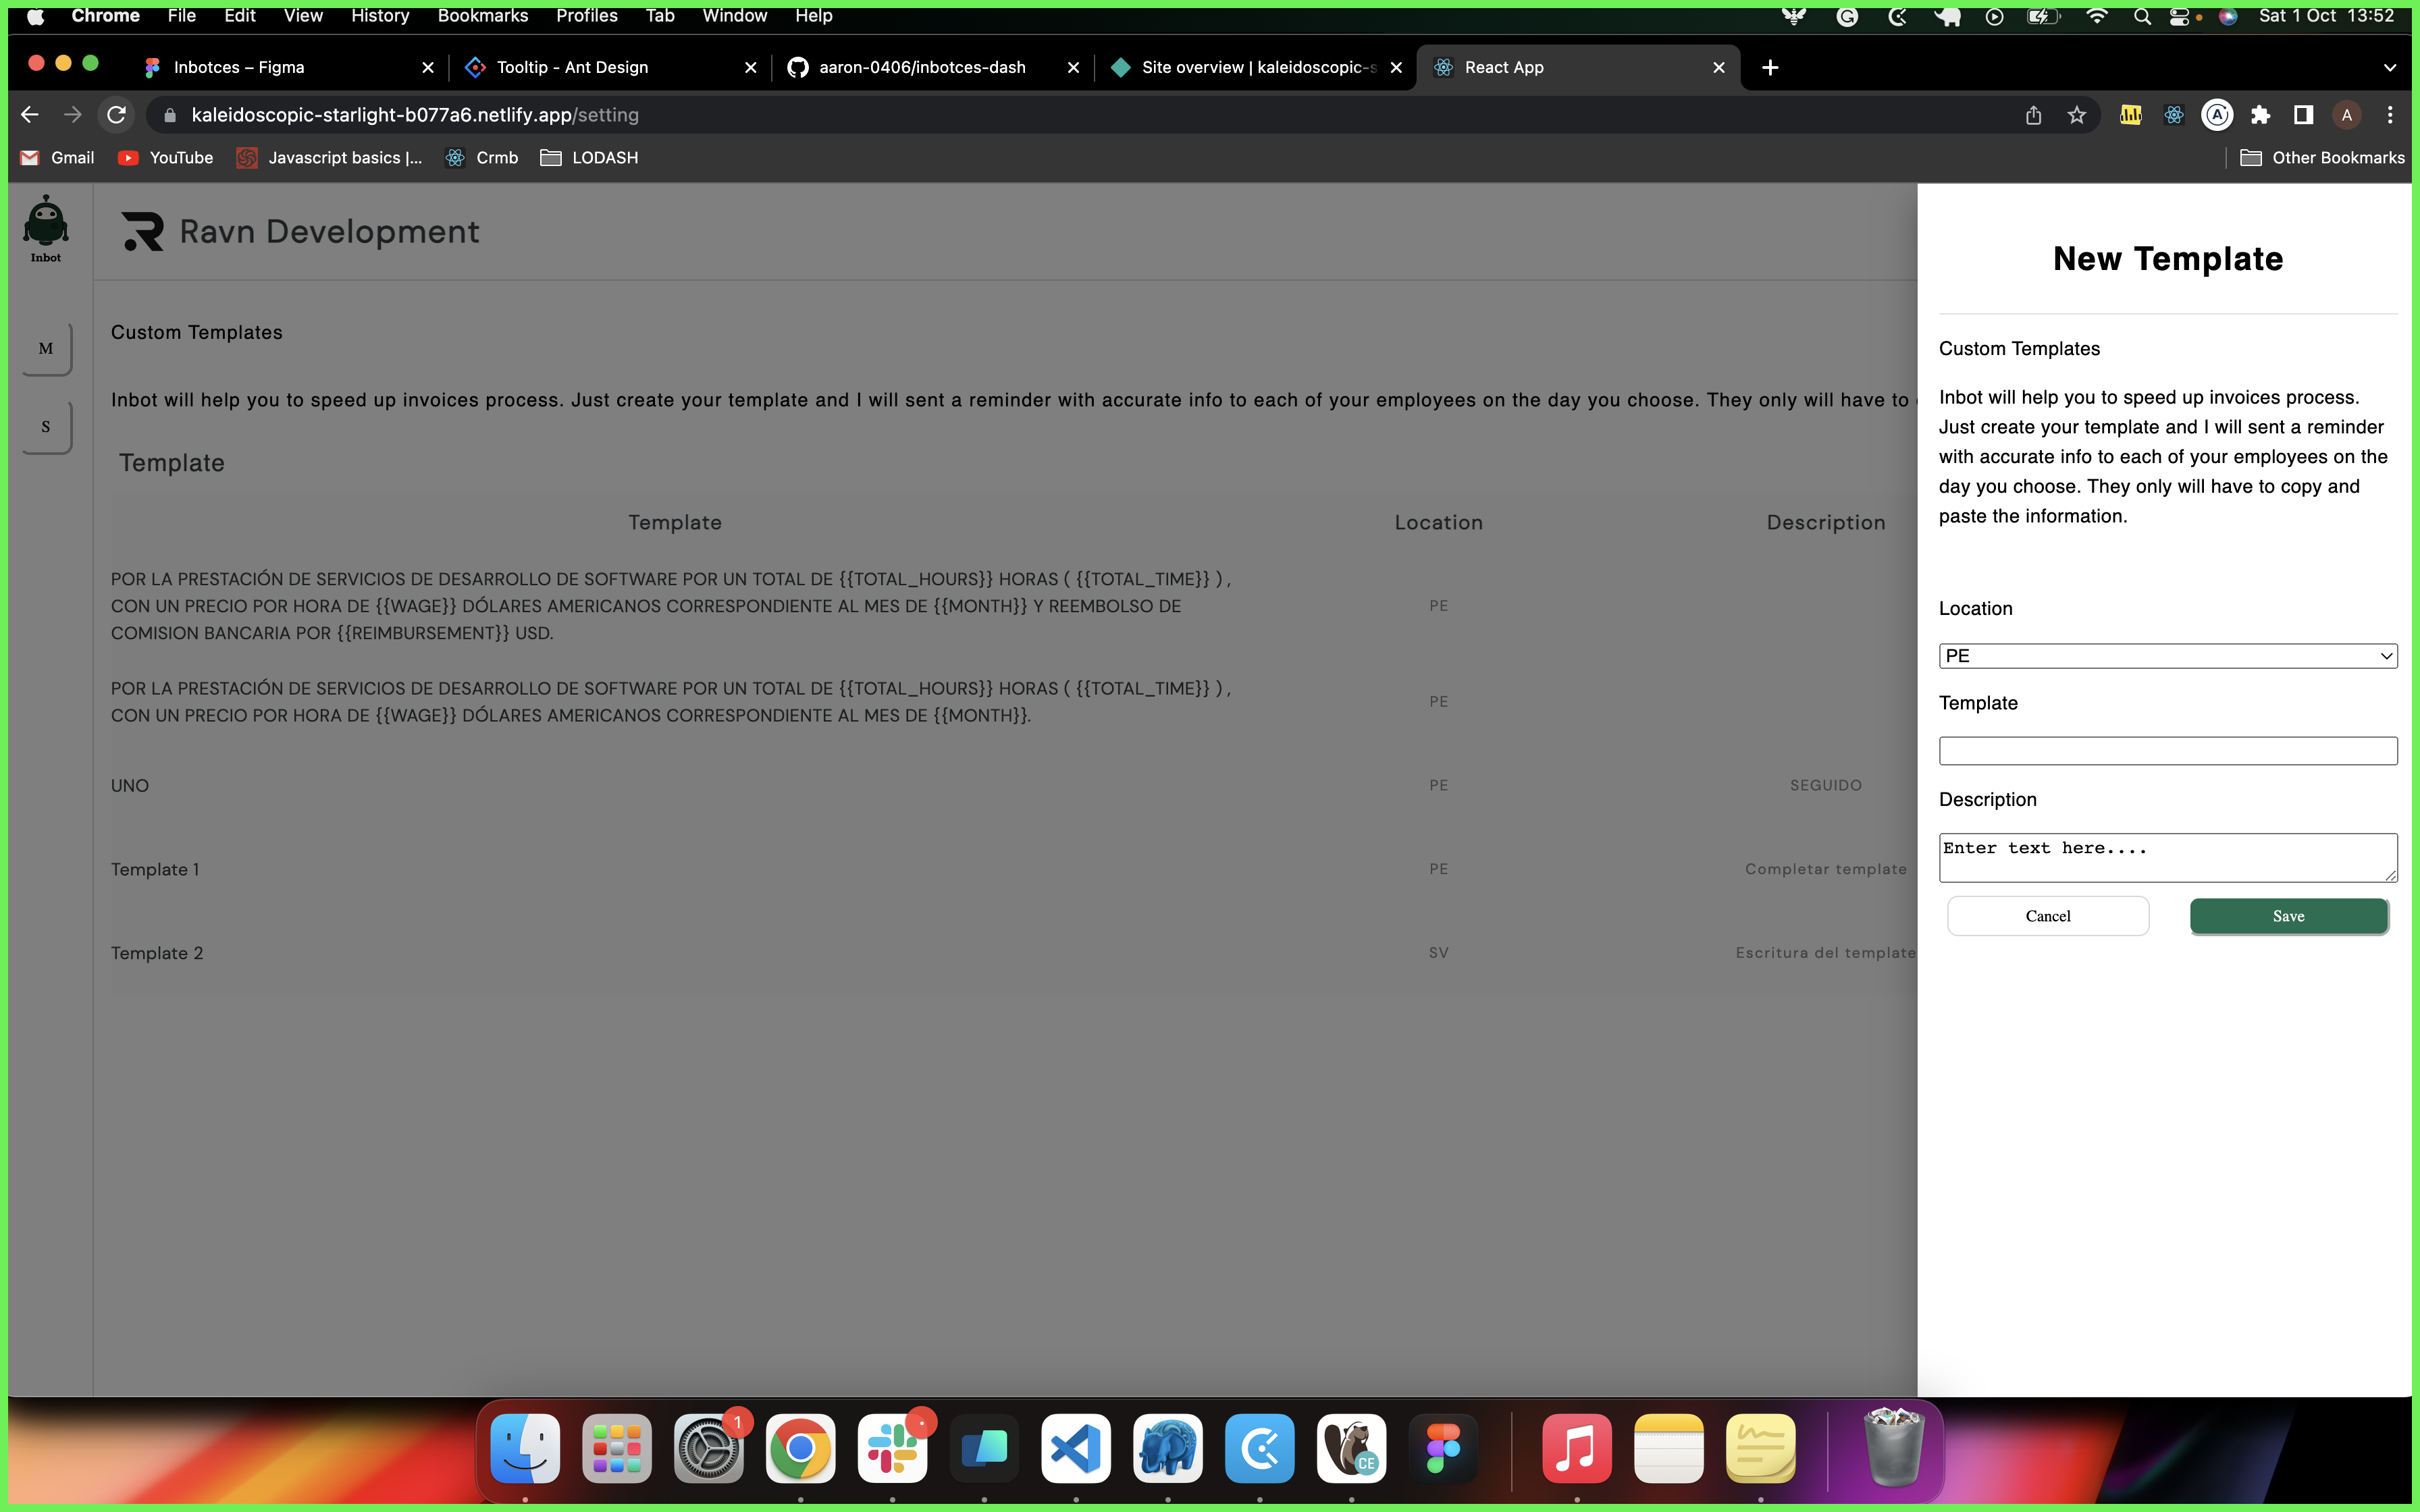 Chrome File Edit View History Bookmarks Profiles Tab Window Help
Sat 1 Oct 13:52
Inbotces – Figma
Tooltip - Ant Design
aaron-0406/inbotces-dash
Site overview | kaleidoscopic-s
React App
kaleidoscopic-starlight-b077a6.netlify.app/setting
A
A
Gmail
YouTube
Javascript basics |...
Crmb
LODASH
Other Bookmarks
Inbot
Ravn Development
M
S
Custom Templates
Inbot will help you to speed up invoices process. Just create your template and I will sent a reminder with accurate info to each of your employees on the day you choose. They only will have to
Template
Template Location Description
POR LA PRESTACIÓN DE SERVICIOS DE DESARROLLO DE SOFTWARE POR UN TOTAL DE {{TOTAL_HOURS}} HORAS ( {{TOTAL_TIME}} ) ,
CON UN PRECIO POR HORA DE {{WAGE}} DÓLARES AMERICANOS CORRESPONDIENTE AL MES DE {{MONTH}} Y REEMBOLSO DE
COMISION BANCARIA POR {{REIMBURSEMENT}} USD.
PE
POR LA PRESTACIÓN DE SERVICIOS DE DESARROLLO DE SOFTWARE POR UN TOTAL DE {{TOTAL_HOURS}} HORAS ( {{TOTAL_TIME}} ) ,
CON UN PRECIO POR HORA DE {{WAGE}} DÓLARES AMERICANOS CORRESPONDIENTE AL MES DE {{MONTH}}.
PE
UNO PE SEGUIDO
Template 1 PE Completar template
Template 2 SV Escritura del template
New Template
Custom Templates
Inbot will help you to speed up invoices process.
Just create your template and I will sent a reminder
with accurate info to each of your employees on the
day you choose. They only will have to copy and
paste the information.
Location
PE
Template
Description
Enter text here....
Cancel
Save
1
CE